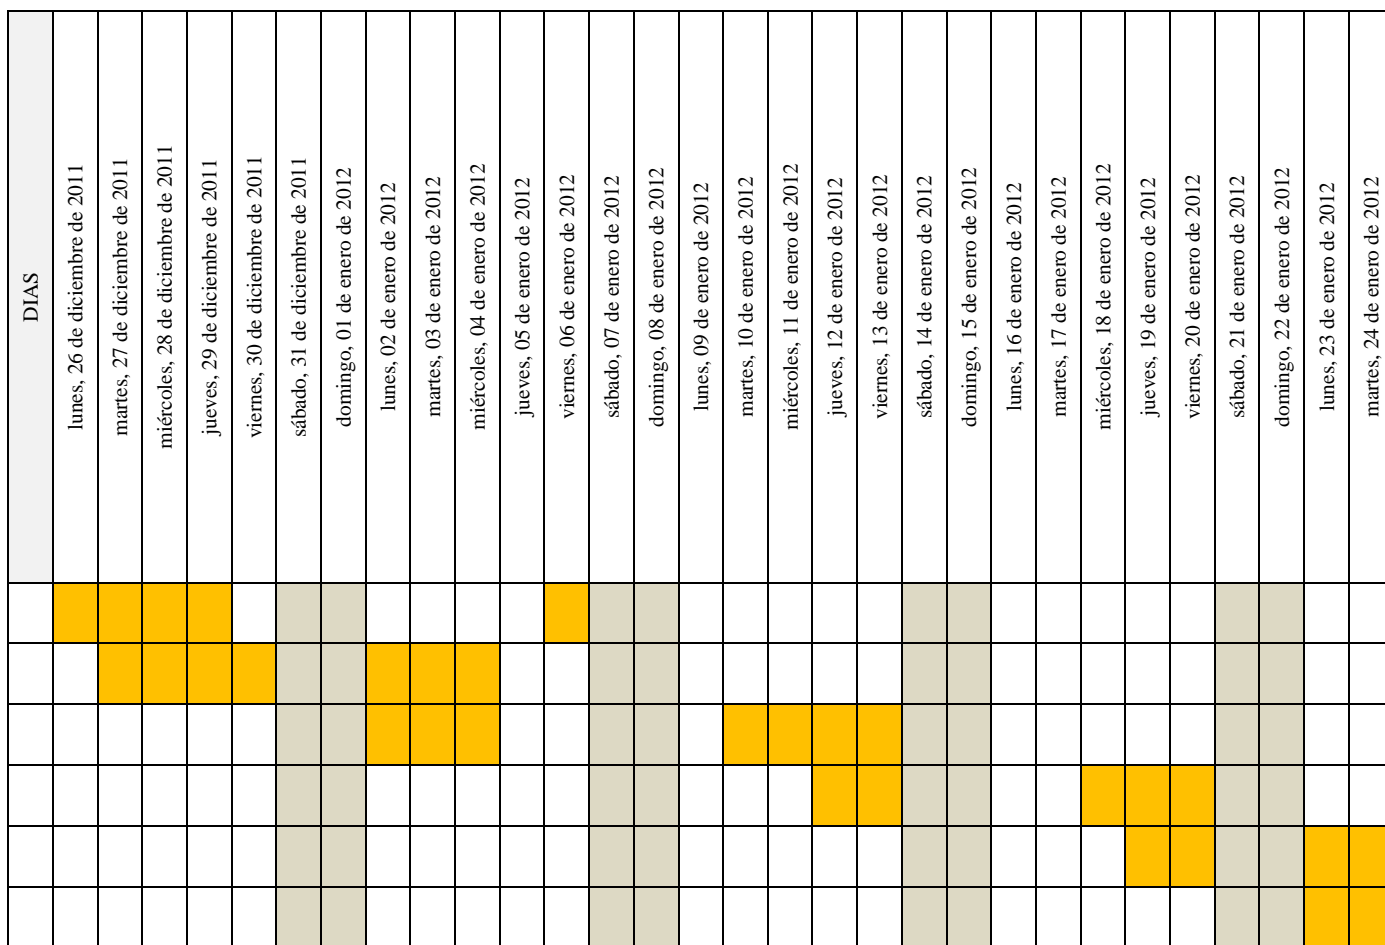 DIAS
lunes, 26 de diciembre de 2011
martes, 27 de diciembre de 2011
miércoles, 28 de diciembre de 2011
jueves, 29 de diciembre de 2011
viernes, 30 de diciembre de 2011
sábado, 31 de diciembre de 2011
domingo, 01 de enero de 2012
lunes, 02 de enero de 2012
martes, 03 de enero de 2012
miércoles, 04 de enero de 2012
jueves, 05 de enero de 2012
viernes, 06 de enero de 2012
sábado, 07 de enero de 2012
domingo, 08 de enero de 2012
lunes, 09 de enero de 2012
martes, 10 de enero de 2012
miércoles, 11 de enero de 2012
jueves, 12 de enero de 2012
viernes, 13 de enero de 2012
sábado, 14 de enero de 2012
domingo, 15 de enero de 2012
lunes, 16 de enero de 2012
martes, 17 de enero de 2012
miércoles, 18 de enero de 2012
jueves, 19 de enero de 2012
viernes, 20 de enero de 2012
sábado, 21 de enero de 2012
domingo, 22 de enero de 2012
lunes, 23 de enero de 2012
martes, 24 de enero de 2012